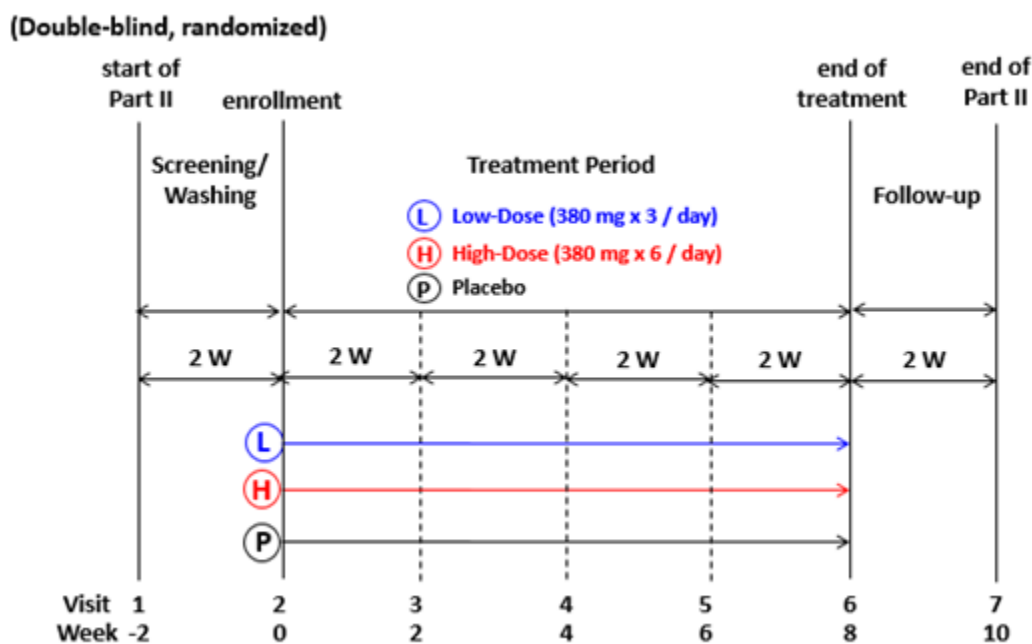 (Double-blind, randomized)
start of
Part II
enrollment
end of
treatment
end of
Part II
Screening/
Washing
Treatment Period
Follow-up
L Low-Dose (380 mg x 3 / day)
H High-Dose (380 mg x 6 / day)
P Placebo
2 W 2 W 2 W 2 W 2 W 2 W
L
H
P
Visit 1 2 3 4 5 6 7
Week -2 0 2 4 6 8 10